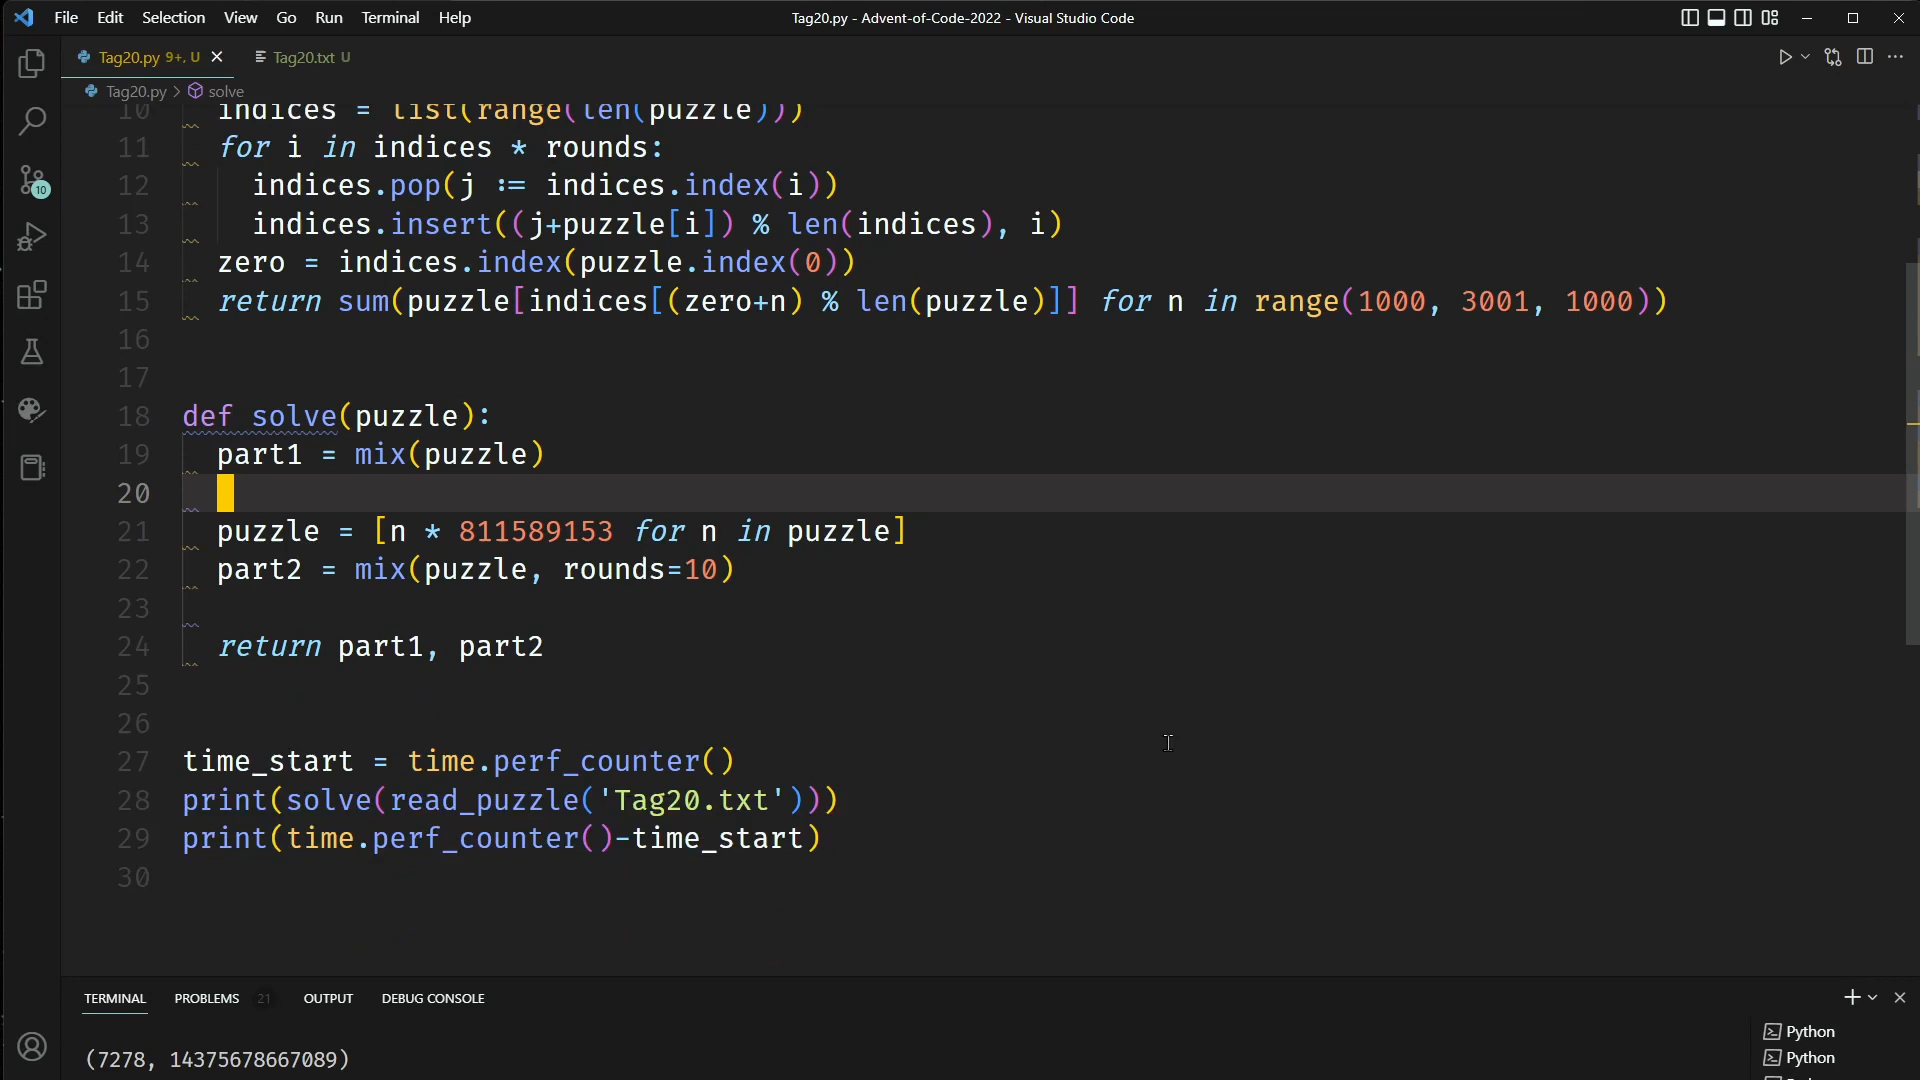 File Edit Selection View Go Run Terminal Help
Tag20.py - Advent-of-Code-2022 - Visual Studio Code
Tag20.py 9+, U
Tag20.txt U
Tag20.py > solve
10 indices = list(range(len(puzzle)))
11 for i in indices * rounds:
12 indices.pop(j := indices.index(i))
13 indices.insert((j+puzzle[i]) % len(indices), i)
14 zero = indices.index(puzzle.index(0))
15 return sum(puzzle[indices[(zero+n) % len(puzzle)]] for n in range(1000, 3001, 1000))
16
17
18 def solve(puzzle):
19 part1 = mix(puzzle)
20
21 puzzle = [n * 811589153 for n in puzzle]
22 part2 = mix(puzzle, rounds=10)
23
24 return part1, part2
25
26
27 time_start = time.perf_counter()
28 print(solve(read_puzzle('Tag20.txt')))
29 print(time.perf_counter()-time_start)
30
10
TERMINAL PROBLEMS 21 OUTPUT DEBUG CONSOLE
Python
(7278, 14375678667089)
Python